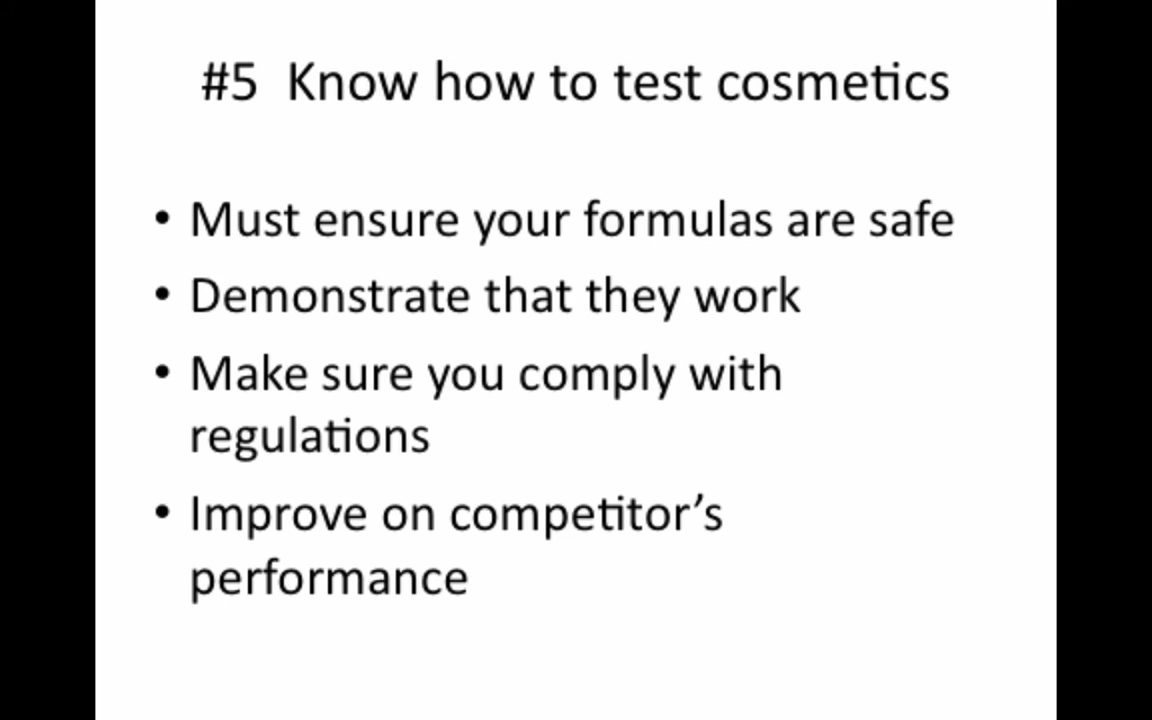 #5  Know how to test cosmetics
• Must ensure your formulas are safe
• Demonstrate that they work
• Make sure you comply with
regulations
• Improve on competitor’s
performance